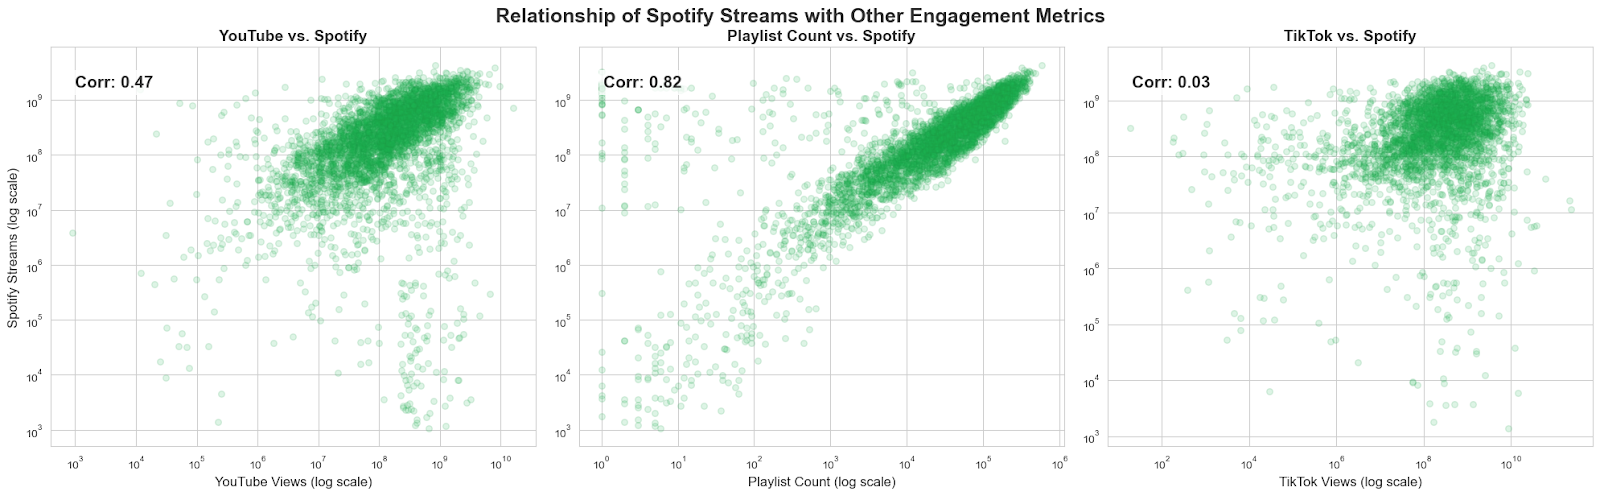 Relationship of Spotify Streams with Other Engagement Metrics
YouTube vs. Spotify
Corr: 0.47
Spotify Streams (log scale)
10⁹
10⁸
10⁷
10⁶
10⁵
10⁴
10³
10³ 10⁴ 10⁵ 10⁶ 10⁷ 10⁸ 10⁹ 10¹⁰
YouTube Views (log scale)
Playlist Count vs. Spotify
Corr: 0.82
10⁹
10⁸
10⁷
10⁶
10⁵
10⁴
10³
10⁰ 10¹ 10² 10³ 10⁴ 10⁵ 10⁶
Playlist Count (log scale)
TikTok vs. Spotify
Corr: 0.03
10⁹
10⁸
10⁷
10⁶
10⁵
10⁴
10³
10² 10⁴ 10⁶ 10⁸ 10¹⁰
TikTok Views (log scale)